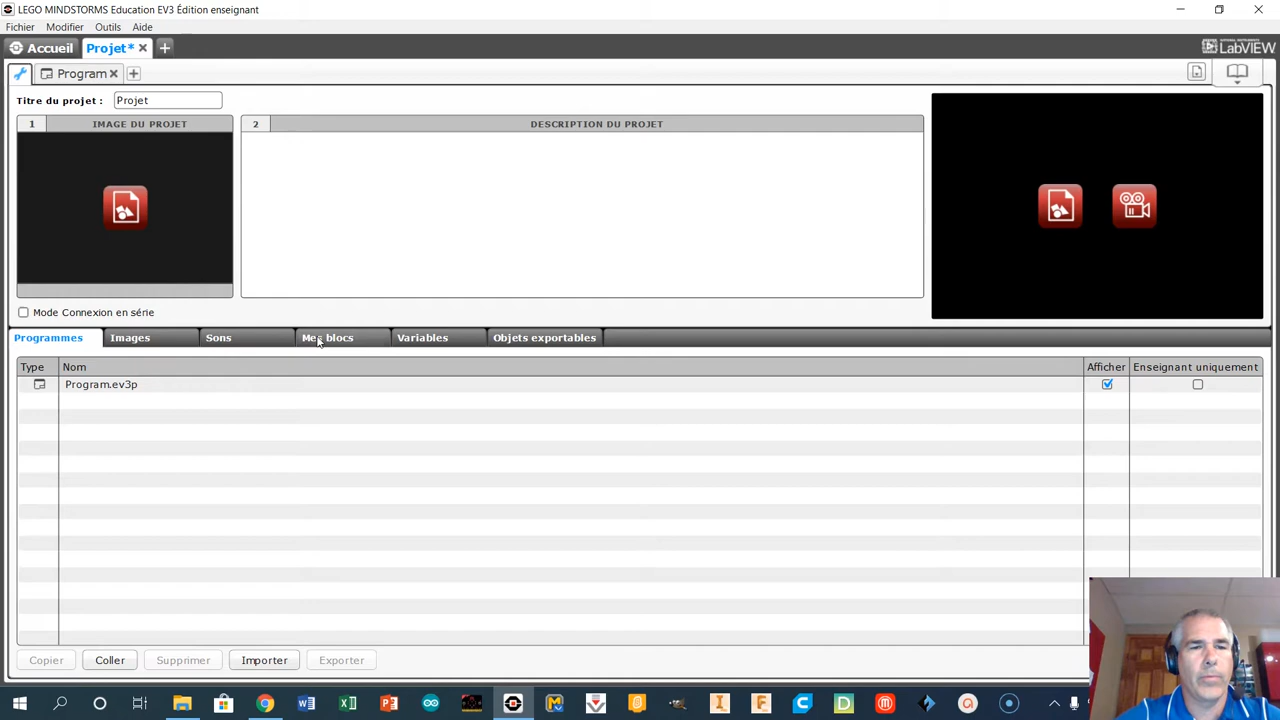 LEGO MINDSTORMS Education EV3 Édition enseignant
Fichier Modifier Outils Aide
Accueil Projet* LabVIEW
Program
Titre du projet : Projet
1 IMAGE DU PROJET 2 DESCRIPTION DU PROJET
Mode Connexion en série
Programmes Images Sons Mes blocs Variables Objets exportables
Type Nom Afficher Enseignant uniquement
Program.ev3p
Copier Coller Supprimer Importer Exporter